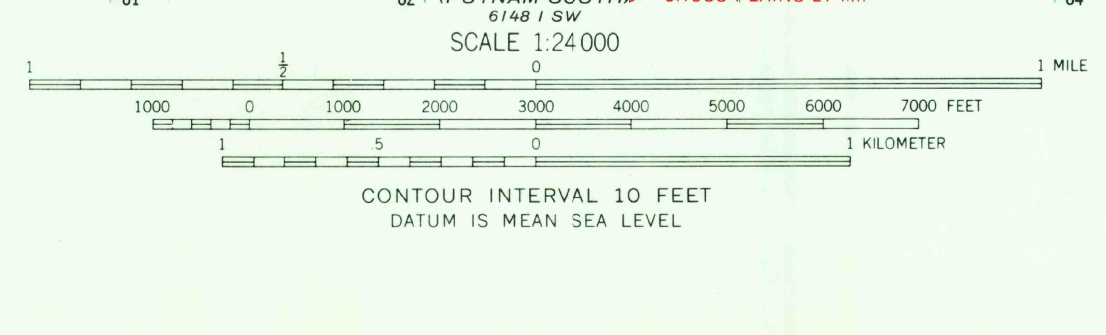 6148 I SW
SCALE 1:24000
1 ½ 0 1 MILE
1000 0 1000 2000 3000 4000 5000 6000 7000 FEET
1 .5 0 1 KILOMETER
CONTOUR INTERVAL 10 FEET
DATUM IS MEAN SEA LEVEL